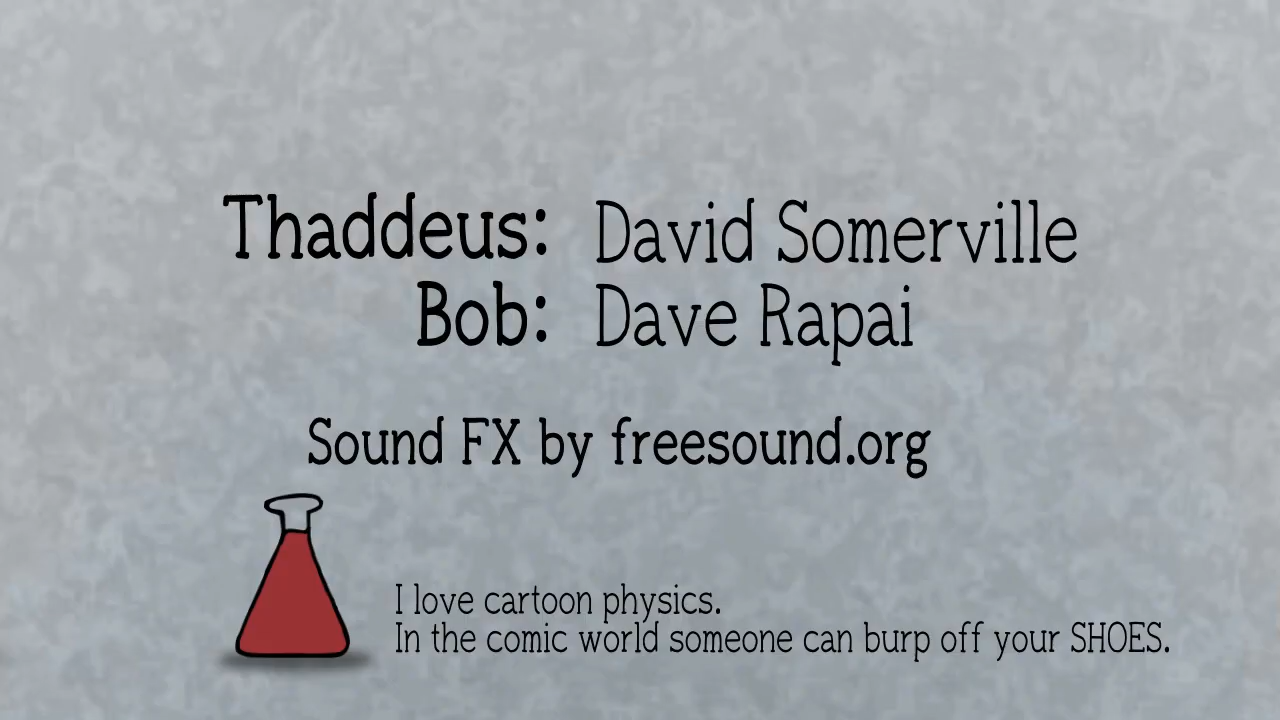 Thaddeus: David Somerville
Bob: Dave Rapai
Sound FX by freesound.org
I love cartoon physics.
In the comic world someone can burp off your SHOES.